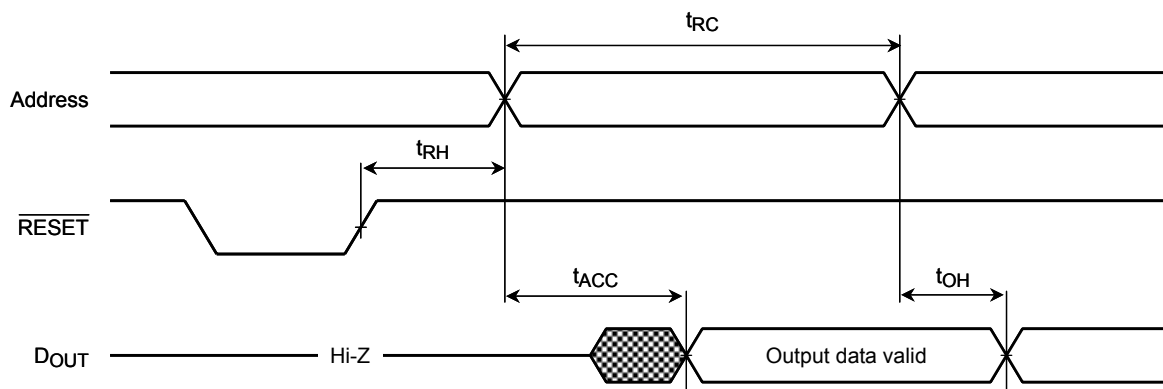 tRC
Address
tRH
RESET
tACC
tOH
DOUT
Hi-Z
Output data valid